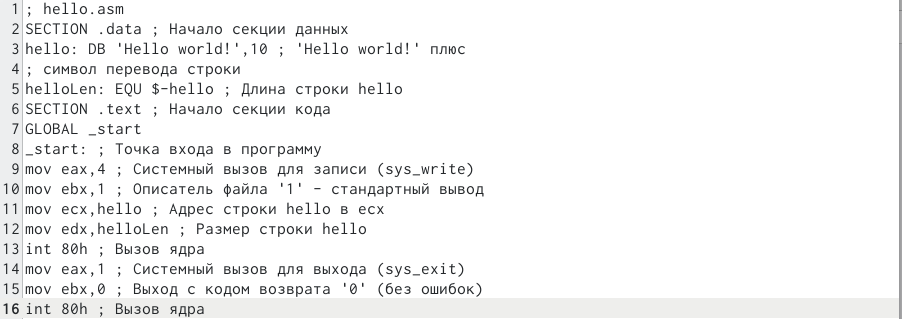 1 ; hello.asm
2 SECTION .data ; Начало секции данных
3 hello: DB 'Hello world!',10 ; 'Hello world!' плюс
4 ; символ перевода строки
5 helloLen: EQU $-hello ; Длина строки hello
6 SECTION .text ; Начало секции кода
7 GLOBAL _start
8 _start: ; Точка входа в программу
9 mov eax,4 ; Системный вызов для записи (sys_write)
10 mov ebx,1 ; Описатель файла '1' - стандартный вывод
11 mov ecx,hello ; Адрес строки hello в ecx
12 mov edx,helloLen ; Размер строки hello
13 int 80h ; Вызов ядра
14 mov eax,1 ; Системный вызов для выхода (sys_exit)
15 mov ebx,0 ; Выход с кодом возврата '0' (без ошибок)
16 int 80h ; Вызов ядра